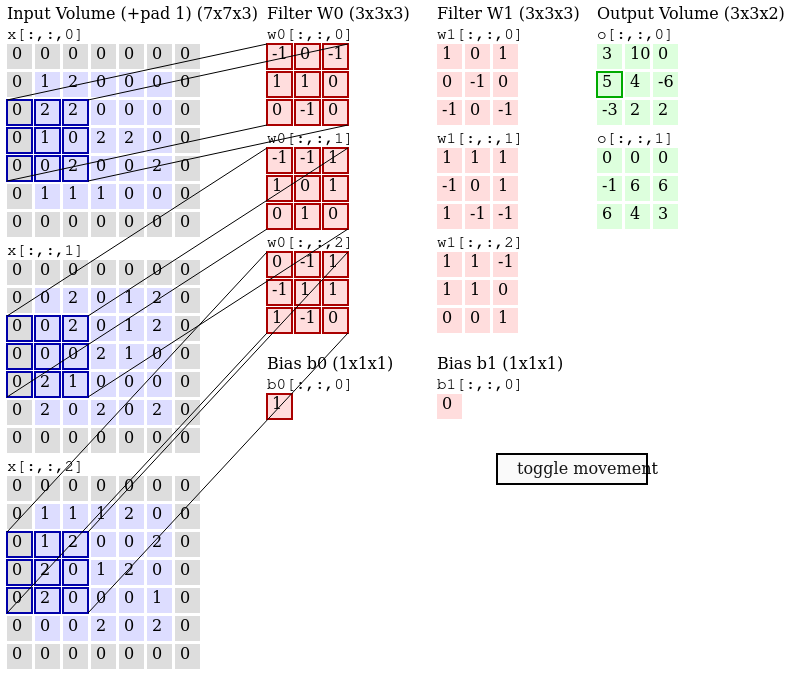 Input Volume (+pad 1) (7x7x3) Filter W0 (3x3x3) Filter W1 (3x3x3) Output Volume (3x3x2)
x[:,:,0] w0[:,:,0] w1[:,:,0] o[:,:,0]
0 0 0 0 0 0 0 -1 0 -1 1 0 1 3 10 0
0 1 2 0 0 0 0 1 1 0 0 -1 0 5 4 -6
0 2 2 0 0 0 0 0 -1 0 -1 0 -1 -3 2 2
0 1 0 2 2 0 0 w0[:,:,1] w1[:,:,1] o[:,:,1]
0 0 2 0 0 2 0 -1 -1 1 1 1 1 0 0 0
0 1 1 1 0 0 0 1 0 1 -1 0 1 -1 6 6
0 0 0 0 0 0 0 0 1 0 1 -1 -1 6 4 3
x[:,:,1] w0[:,:,2] w1[:,:,2]
0 0 0 0 0 0 0 0 -1 1 1 1 -1
0 0 2 0 1 2 0 -1 1 1 1 1 0
0 0 2 0 1 2 0 1 -1 0 0 0 1
0 0 0 2 1 0 0 Bias b0 (1x1x1) Bias b1 (1x1x1)
0 2 1 0 0 0 0 b0[:,:,0] b1[:,:,0]
0 2 0 2 0 2 0 1 0
0 0 0 0 0 0 0
x[:,:,2] toggle movement
0 0 0 0 0 0 0
0 1 1 1 2 0 0
0 1 2 0 0 2 0
0 2 0 1 2 0 0
0 2 0 0 0 1 0
0 0 0 2 0 2 0
0 0 0 0 0 0 0